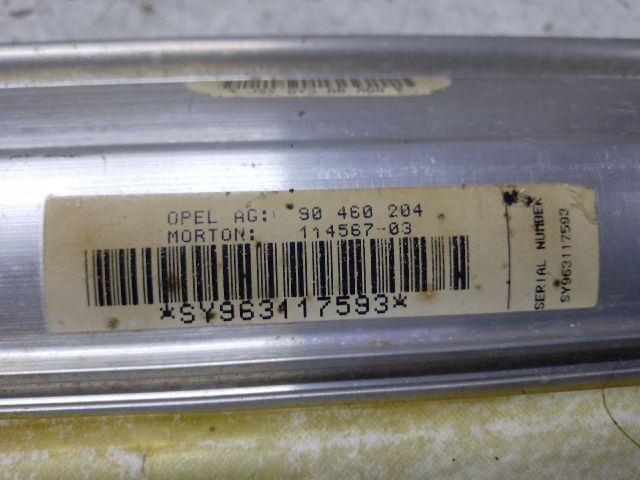 OPEL AG: 90 460 204
MORTON: 114567-03
*SY963117593*
SERIAL NUMBER
SY963117593